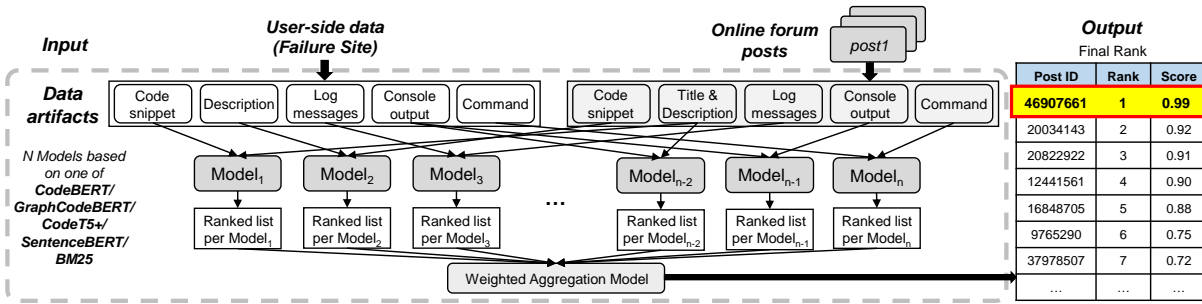 Input
User-side data
(Failure Site)
Online forum
posts
post1
Output
Final Rank
Data
artifacts
Code
snippet
Description
Log
messages
Console
output
Command
Code
snippet
Title &
Description
Log
messages
Console
output
Command
N Models based
on one of
CodeBERT/
GraphCodeBERT/
CodeT5+/
SentenceBERT/
BM25
Model1
Model2
Model3
...
Modeln-2
Modeln-1
Modeln
Ranked list
per Model1
Ranked list
per Model2
Ranked list
per Model3
Ranked list
per Modeln-2
Ranked list
per Modeln-1
Ranked list
per Modeln
Weighted Aggregation Model
Post ID Rank Score
46907661 1 0.99
20034143 2 0.92
20822922 3 0.91
12441561 4 0.90
16848705 5 0.88
9765290 6 0.75
37978507 7 0.72
... ... ...